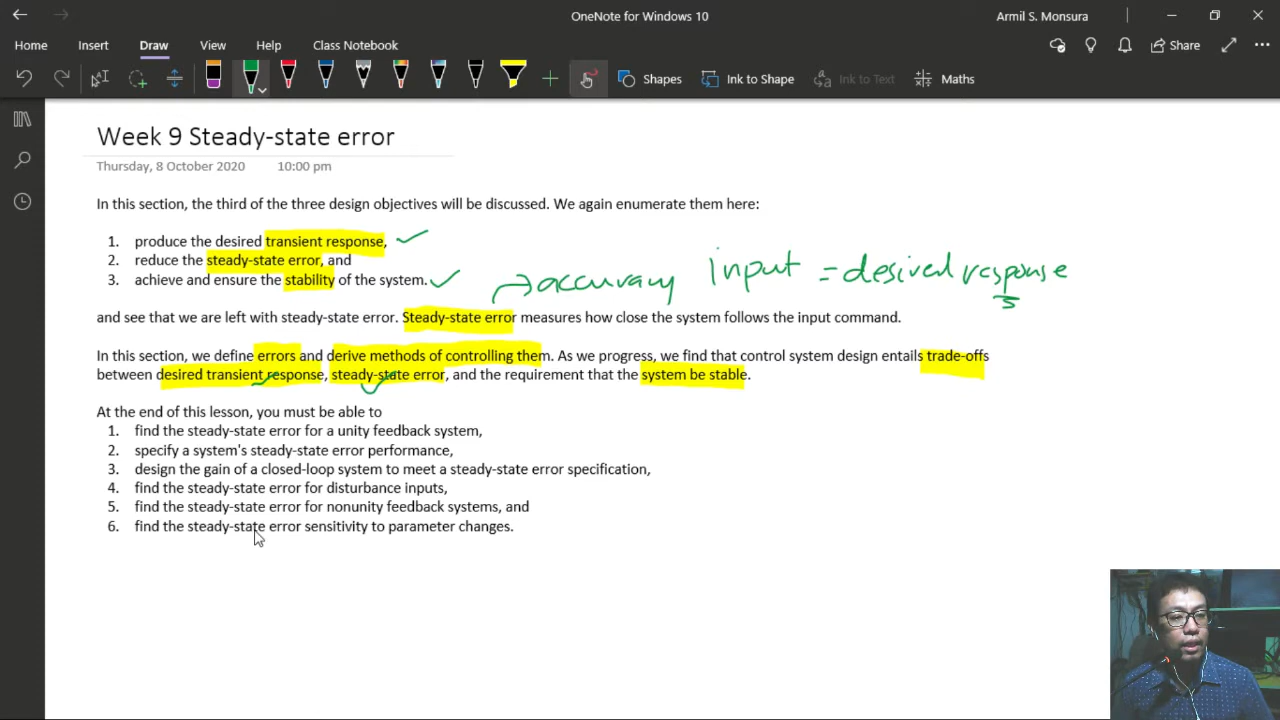 OneNote for Windows 10
Armil S. Monsura
Home Insert Draw View Help Class Notebook
Share
Shapes Ink to Shape Ink to Text Maths
Week 9 Steady-state error
Thursday, 8 October 2020 10:00 pm
In this section, the third of the three design objectives will be discussed. We again enumerate them here:
1. produce the desired transient response,
2. reduce the steady-state error, and
3. achieve and ensure the stability of the system.
accuracy input = desired response
and see that we are left with steady-state error. Steady-state error measures how close the system follows the input command.
In this section, we define errors and derive methods of controlling them. As we progress, we find that control system design entails trade-offs
between desired transient response, steady-state error, and the requirement that the system be stable.
At the end of this lesson, you must be able to
1. find the steady-state error for a unity feedback system,
2. specify a system's steady-state error performance,
3. design the gain of a closed-loop system to meet a steady-state error specification,
4. find the steady-state error for disturbance inputs,
5. find the steady-state error for nonunity feedback systems, and
6. find the steady-state error sensitivity to parameter changes.